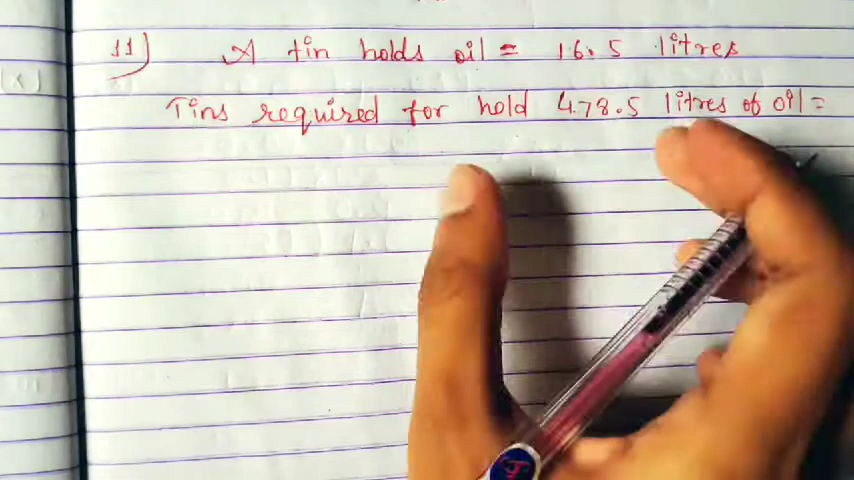 11) A tin holds oil = 16.5 litres
Tins required for hold 478.5 litres of oil =